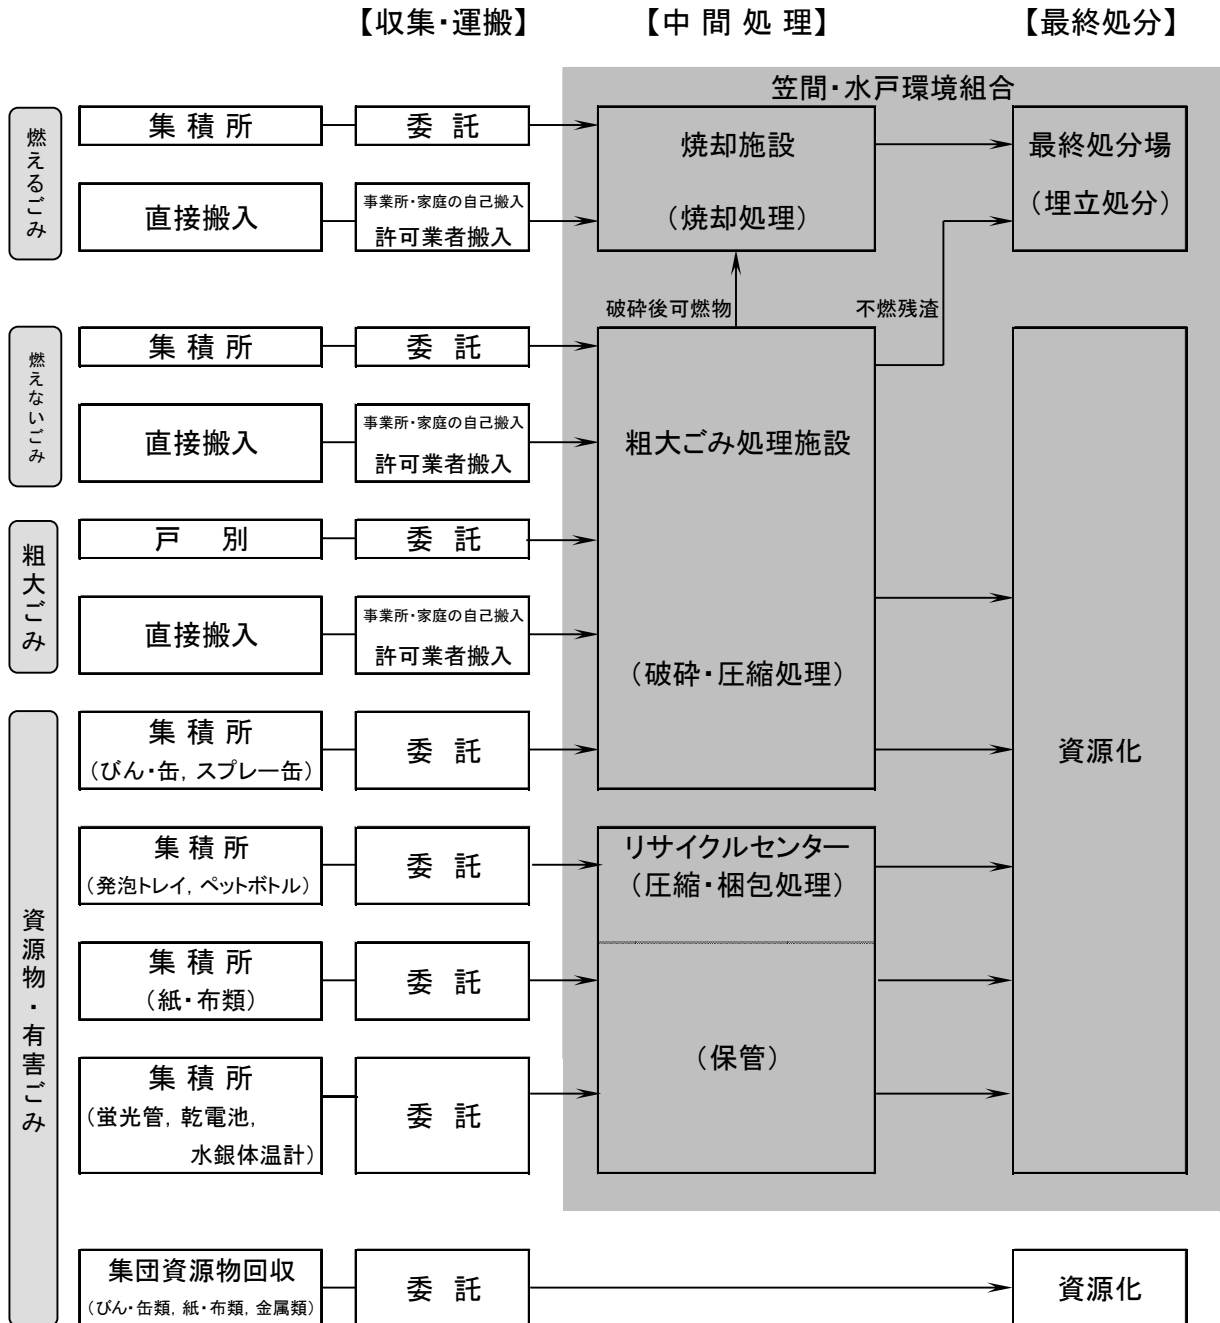 【収集・運搬】
【中 間 処 理】
【最終処分】
笠間・水戸環境組合
燃えるごみ
集 積 所
委 託
焼却施設
(焼却処理)
最終処分場
(埋立処分)
直接搬入
事業所・家庭の自己搬入
許可業者搬入
破砕後可燃物
不燃残渣
燃えないごみ
集 積 所
委 託
直接搬入
事業所・家庭の自己搬入
許可業者搬入
粗大ごみ処理施設
(破砕・圧縮処理)
粗大ごみ
戸 別
委 託
直接搬入
事業所・家庭の自己搬入
許可業者搬入
資源物・有害ごみ
集 積 所
(びん・缶, スプレー缶)
委 託
資源化
集 積 所
(発泡トレイ, ペットボトル)
委 託
リサイクルセンター
(圧縮・梱包処理)
集 積 所
(紙・布類)
委 託
(保管)
集 積 所
(蛍光管, 乾電池,
水銀体温計)
委 託
集団資源物回収
(びん・缶類, 紙・布類, 金属類)
委 託
資源化